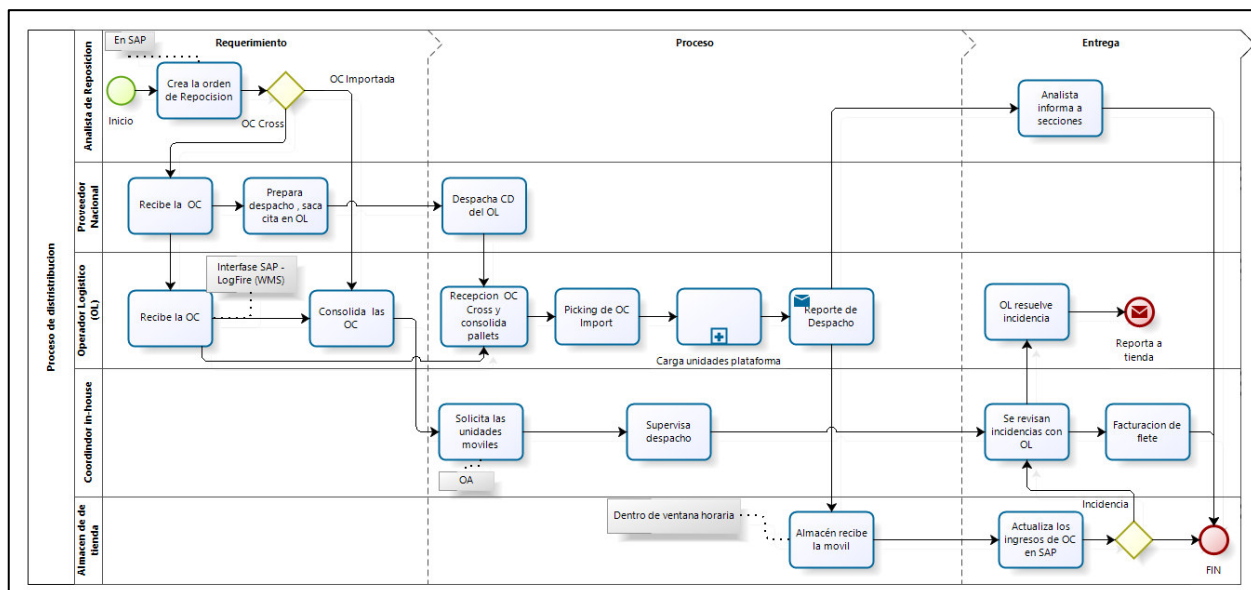 Requerimiento
Proceso
Entrega
Proceso de disristribucion
Analista de Reposicion
En SAP
Inicio
Crea la orden
de Repocision
OC Importada
OC Cross
Analista
informa a
secciones
Proveedor
Nacional
Recibe la OC
Prepara
despacho , saca
cita en OL
Despacha CD
del OL
Operador Logístico
(OL)
Interfase SAP -
LogFire (WMS)
Recibe la OC
Consolida las
OC
Recepcion OC
Cross y
consolida
pallets
Picking de OC
Import
Carga unidades plataforma
Reporte de
Despacho
OL resuelve
incidencia
Reporta a
tienda
Coordindor in-house
Solicita las
unidades
moviles
OA
Supervisa
despacho
Se revisan
incidencias con
OL
Facturacion de
flete
Almacen de de
tienda
Dentro de ventana horaria
Almacén recibe
la movil
Actualiza los
ingresos de OC
en SAP
Incidencia
FIN